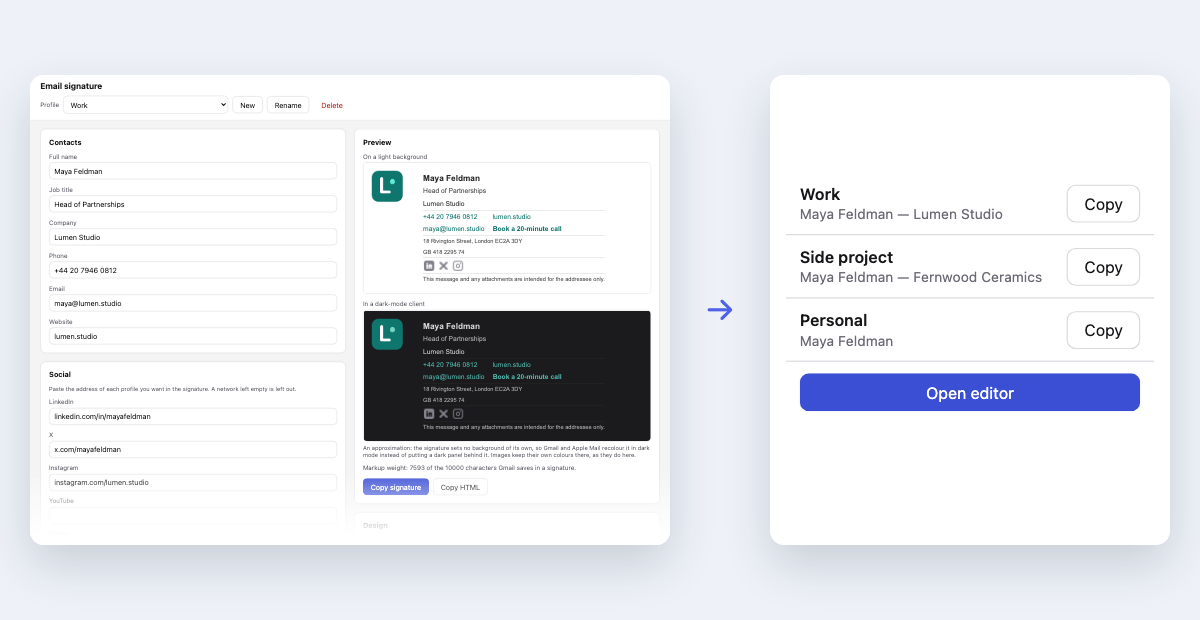 Email signature
Profile Work New Rename Delete
Contacts
Full name
Maya Feldman
Job title
Head of Partnerships
Company
Lumen Studio
Phone
+44 20 7946 0812
Email
maya@lumen.studio
Website
lumen.studio
Social
Paste the address of each profile you want in the signature. A network left empty is left out.
LinkedIn
linkedin.com/in/mayafeldman
X
x.com/mayafeldman
Instagram
instagram.com/lumen.studio
YouTube
Preview
On a light background
L
Maya Feldman
Head of Partnerships
Lumen Studio
+44 20 7946 0812 lumen.studio
maya@lumen.studio Book a 20-minute call
18 Rivington Street, London EC2A 3DY
GB 418 2295 74
This message and any attachments are intended for the addressee only.
In a dark-mode client
L
Maya Feldman
Head of Partnerships
Lumen Studio
+44 20 7946 0812 lumen.studio
maya@lumen.studio Book a 20-minute call
18 Rivington Street, London EC2A 3DY
GB 418 2295 74
This message and any attachments are intended for the addressee only.
An approximation: the signature sets no background of its own, so Gmail and Apple Mail recolour it in dark
mode instead of putting a dark panel behind it. Images keep their own colours there, as they do here.
Markup weight: 7593 of the 10000 characters Gmail saves in a signature.
Copy signature Copy HTML
Design
Work
Maya Feldman — Lumen Studio
Copy
Side project
Maya Feldman — Fernwood Ceramics
Copy
Personal
Maya Feldman
Copy
Open editor